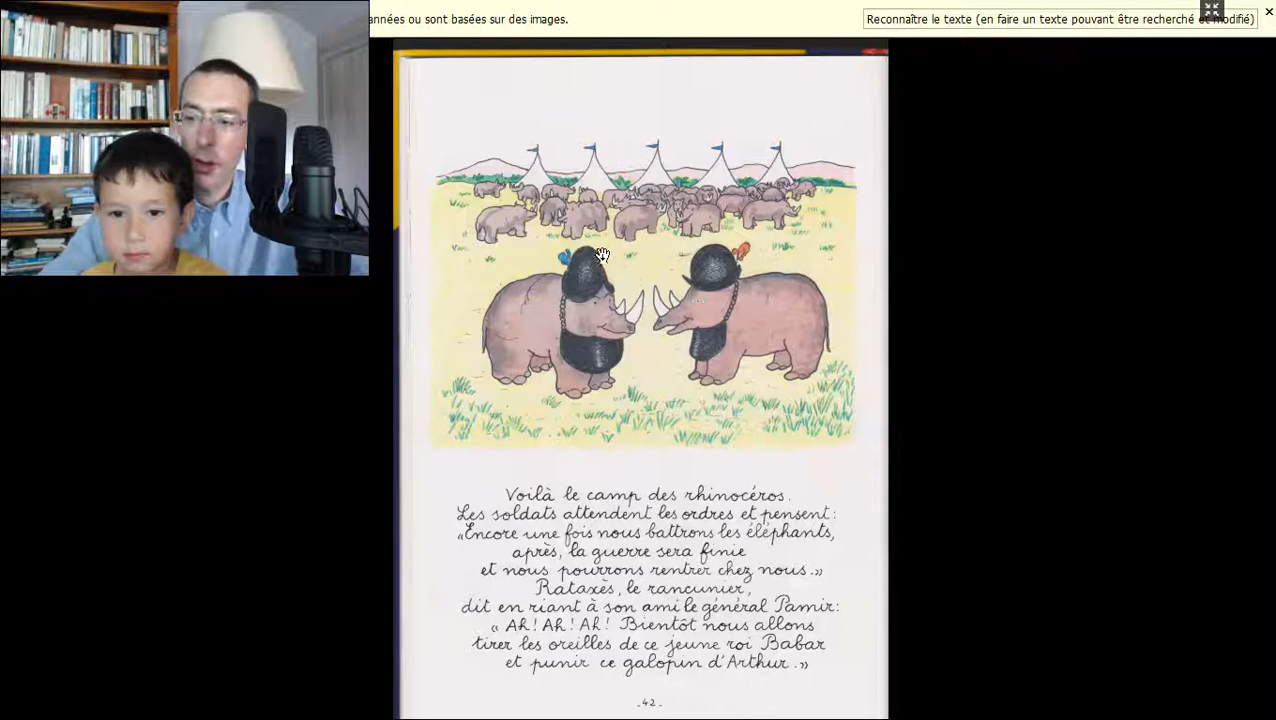 années ou sont basées sur des images.
Reconnaître le texte (en faire un texte pouvant être recherché et modifié)
Voilà le camp des rhinocéros.
Les soldats attendent les ordres et pensent:
«Encore une fois nous battrons les éléphants,
après, la guerre sera finie
et nous pourrons rentrer chez nous.»
Rataxès, le rancunier,
dit en riant à son ami le général Pamir:
« Ah! Ah! Ah! Bientôt nous allons
tirer les oreilles de ce jeune roi Babar
et punir ce galopin d'Arthur.»
-42-